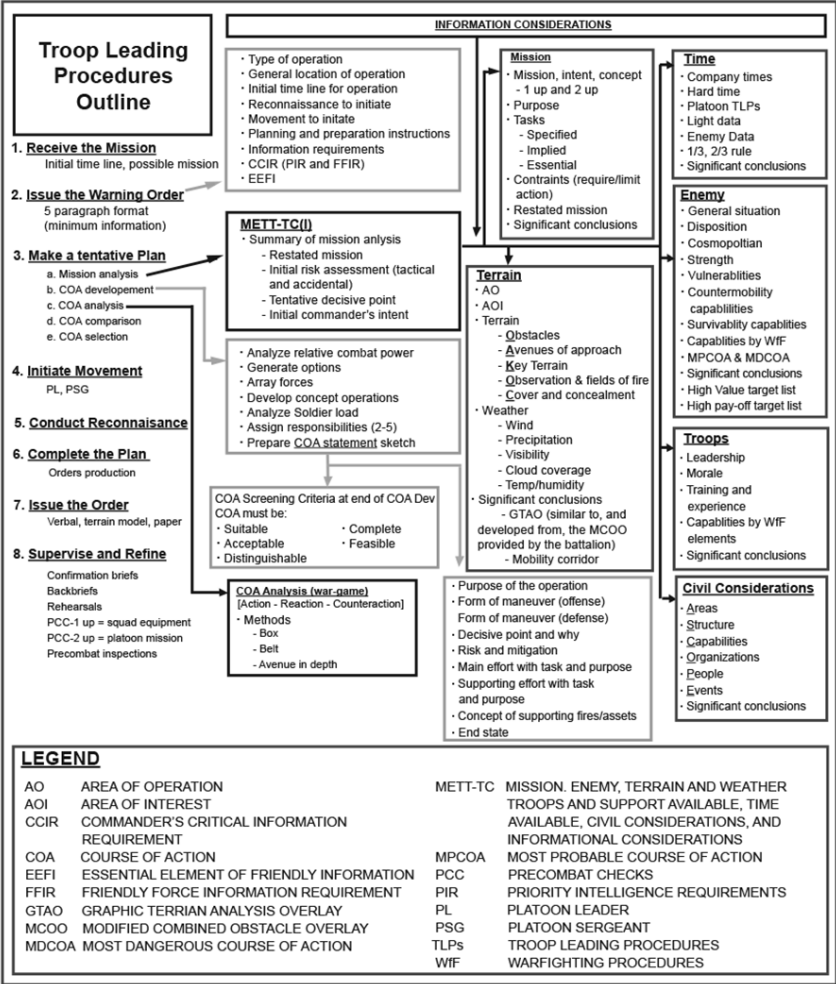 Troop Leading
Procedures
Outline
1. Receive the Mission
Initial time line, possible mission
2. Issue the Warning Order
5 paragraph format
(minimum information)
3. Make a tentative Plan
a. Mission analysis
b. COA developement
c. COA analysis
d. COA comparison
e. COA selection
4. Initiate Movement
PL, PSG
5. Conduct Reconnaisance
6. Complete the Plan
Orders production
7. Issue the Order
Verbal, terrain model, paper
8. Supervise and Refine
Confirmation briefs
Backbriefs
Rehearsals
PCC-1 up = squad equipment
PCC-2 up = platoon mission
Precombat inspections
INFORMATION CONSIDERATIONS
· Type of operation
· General location of operation
· Initial time line for operation
· Reconnaissance to initiate
· Movement to initate
· Planning and preparation instructions
· Information requirements
· CCIR (PIR and FFIR)
· EEFI
METT-TC(I)
· Summary of mission anlysis
- Restated mission
- Initial risk assessment (tactical
and accidental)
- Tentative decisive point
- Initial commander's intent
· Analyze relative combat power
· Generate options
· Array forces
· Develop concept operations
· Analyze Soldier load
· Assign responsibilities (2-5)
· Prepare COA statement sketch
COA Screening Criteria at end of COA Dev
COA must be:
· Suitable
· Acceptable
· Distinguishable
· Complete
· Feasible
COA Analysis (war-game)
[Action - Reaction - Counteraction]
· Methods
- Box
- Belt
- Avenue in depth
Mission
· Mission, intent, concept
- 1 up and 2 up
· Purpose
· Tasks
- Specified
- Implied
- Essential
· Contraints (require/limit
action)
· Restated mission
· Significant conclusions
Terrain
· AO
· AOI
· Terrain
- Obstacles
- Avenues of approach
- Key Terrain
- Observation & fields of fire
- Cover and concealment
· Weather
- Wind
- Precipitation
- Visibility
- Cloud coverage
- Temp/humidity
· Significant conclusions
- GTAO (similar to, and
developed from, the MCOO
provided by the battalion)
- Mobility corridor
· Purpose of the operation
· Form of maneuver (offense)
Form of maneuver (defense)
· Decisive point and why
· Risk and mitigation
· Main effort with task and purpose
· Supporting effort with task
and purpose
· Concept of supporting fires/assets
· End state
Time
· Company times
· Hard time
· Platoon TLPs
· Light data
· Enemy Data
· 1/3, 2/3 rule
· Significant conclusions
Enemy
· General situation
· Disposition
· Cosmopoltian
· Strength
· Vulnerablities
· Countermobility
capablilities
· Survivablity capablities
· Capablties by WfF
· MPCOA & MDCOA
· Significant conclusions
· High Value target list
· High pay-off target list
Troops
· Leadership
· Morale
· Training and
experience
· Capablties by WfF
elements
· Significant conclusions
Civil Considerations
· Areas
· Structure
· Capabilities
· Organizations
· People
· Events
· Significant conclusions
LEGEND
AO AREA OF OPERATION
AOI AREA OF INTEREST
CCIR COMMANDER'S CRITICAL INFORMATION
REQUIREMENT
COA COURSE OF ACTION
EEFI ESSENTIAL ELEMENT OF FRIENDLY INFORMATION
FFIR FRIENDLY FORCE INFORMATION REQUIREMENT
GTAO GRAPHIC TERRIAN ANALYSIS OVERLAY
MCOO MODIFIED COMBINED OBSTACLE OVERLAY
MDCOA MOST DANGEROUS COURSE OF ACTION
METT-TC MISSION. ENEMY, TERRAIN AND WEATHER
TROOPS AND SUPPORT AVAILABLE, TIME
AVAILABLE, CIVIL CONSIDERATIONS, AND
INFORMATIONAL CONSIDERATIONS
MPCOA MOST PROBABLE COURSE OF ACTION
PCC PRECOMBAT CHECKS
PIR PRIORITY INTELLIGENCE REQUIREMENTS
PL PLATOON LEADER
PSG PLATOON SERGEANT
TLPs TROOP LEADING PROCEDURES
WfF WARFIGHTING PROCEDURES